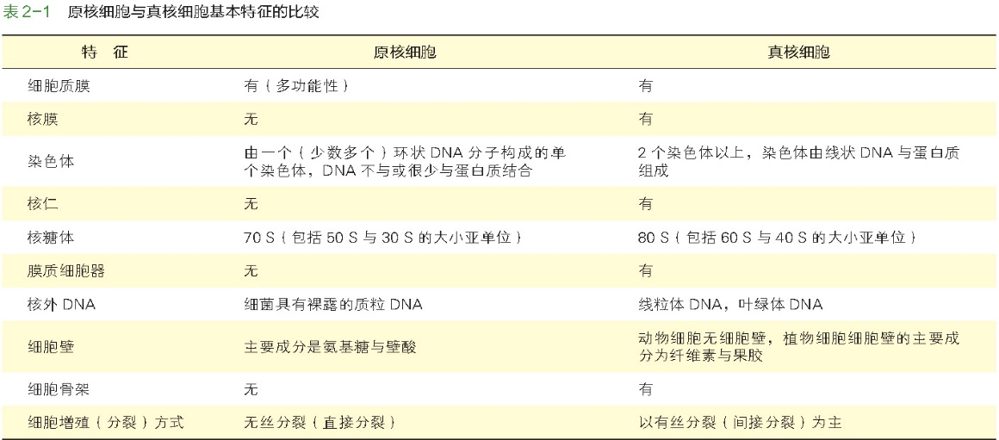 表 2-1 原核细胞与真核细胞基本特征的比较
特 征 原核细胞 真核细胞
细胞质膜 有（多功能性） 有
核膜 无 有
染色体 由一个（少数多个）环状 DNA 分子构成的单 2 个染色体以上，染色体由线状 DNA 与蛋白质
个染色体，DNA 不与或很少与蛋白质结合 组成
核仁 无 有
核糖体 70 S（包括 50 S 与 30 S 的大小亚单位） 80 S（包括 60 S 与 40 S 的大小亚单位）
膜质细胞器 无 有
核外 DNA 细菌具有裸露的质粒 DNA 线粒体 DNA，叶绿体 DNA
细胞壁 主要成分是氨基糖与壁酸 动物细胞无细胞壁，植物细胞细胞壁的主要成
分为纤维素与果胶
细胞骨架 无 有
细胞增殖（分裂）方式 无丝分裂（直接分裂） 以有丝分裂（间接分裂）为主